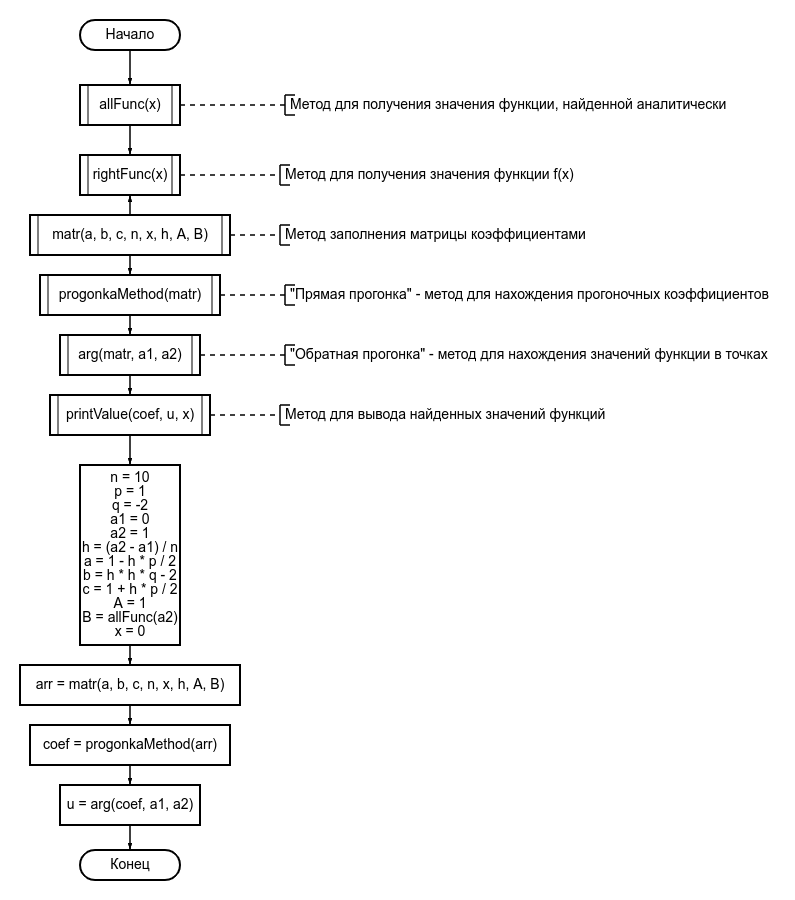 Начало
allFunc(x)
Метод для получения значения функции, найденной аналитически
rightFunc(x)
Метод для получения значения функции f(x)
matr(a, b, c, n, x, h, A, B)
Метод заполнения матрицы коэффициентами
progonkaMethod(matr)
"Прямая прогонка" - метод для нахождения прогоночных коэффициентов
arg(matr, a1, a2)
"Обратная прогонка" - метод для нахождения значений функции в точках
printValue(coef, u, x)
Метод для вывода найденных значений функций
n = 10
p = 1
q = -2
a1 = 0
a2 = 1
h = (a2 - a1) / n
a = 1 - h * p / 2
b = h * h * q - 2
c = 1 + h * p / 2
A = 1
B = allFunc(a2)
x = 0
arr = matr(a, b, c, n, x, h, A, B)
coef = progonkaMethod(arr)
u = arg(coef, a1, a2)
Конец